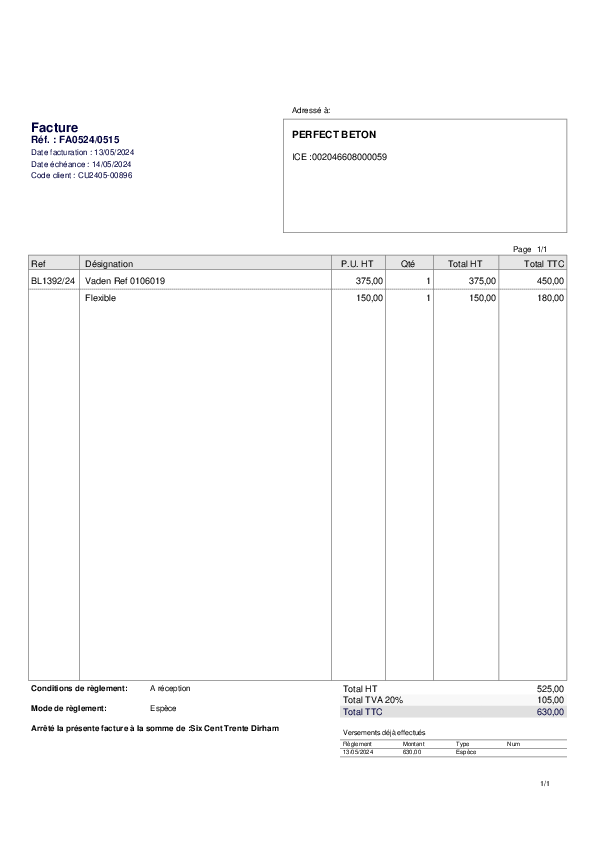 Adressé à:
Facture
Réf. : FA0524/0515
Date facturation : 13/05/2024
Date échéance : 14/05/2024
Code client : CU2405-00896
PERFECT BETON
ICE :002046608000059
Page 1/1
Ref Désignation P.U. HT Qté Total HT Total TTC
BL1392/24 Vaden Ref 0106019 375,00 1 375,00 450,00
Flexible 150,00 1 150,00 180,00
Conditions de règlement: A réception
Mode de règlement: Espèce
Arrêté la présente facture à la somme de :Six Cent Trente Dirham
Total HT 525,00
Total TVA 20% 105,00
Total TTC 630,00
Versements déjà effectués
Règlement Montant Type Num
13/05/2024 630,00 Espèce
1/1